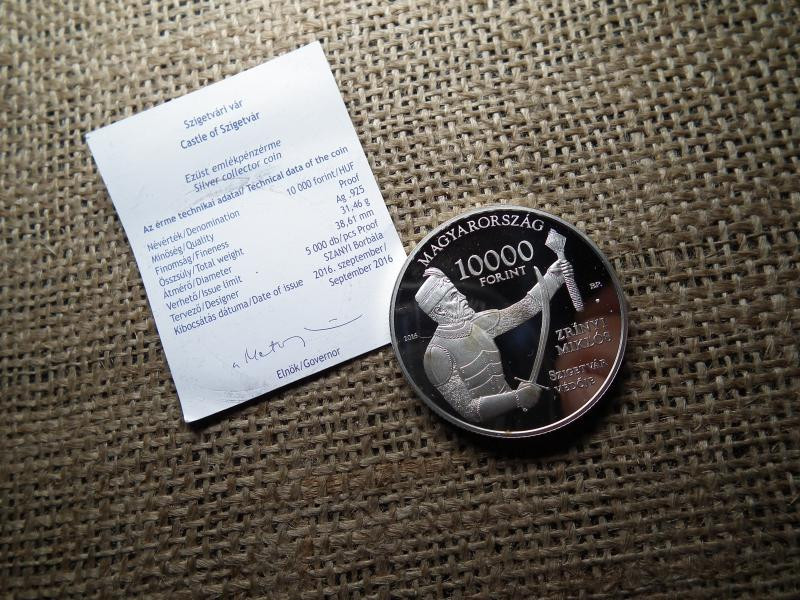 Szigetvári vár
Castle of Szigetvár
Ezüst emlékpénzérme
Silver collector coin
Az érme technikai adatai/ Technical data of the coin
Névérték/Denomination 10 000 forint/HUF
Minőség/Quality Proof
Finomság/Fineness Ag .925
Összsúly/Total weight 31,46 g
Átmérő/Diameter 38,61 mm
Verhető/Issue limit 5 000 db/pcs Proof
Tervező/Designer SZANYI Borbála
Kibocsátás dátuma/Date of issue 2016. szeptember/
September 2016
Elnök/Governor
MAGYARORSZÁG
10000
FORINT
BP.
2016
ZRÍNYI
MIKLÓS
SZIGETVÁR
VÉDŐJE